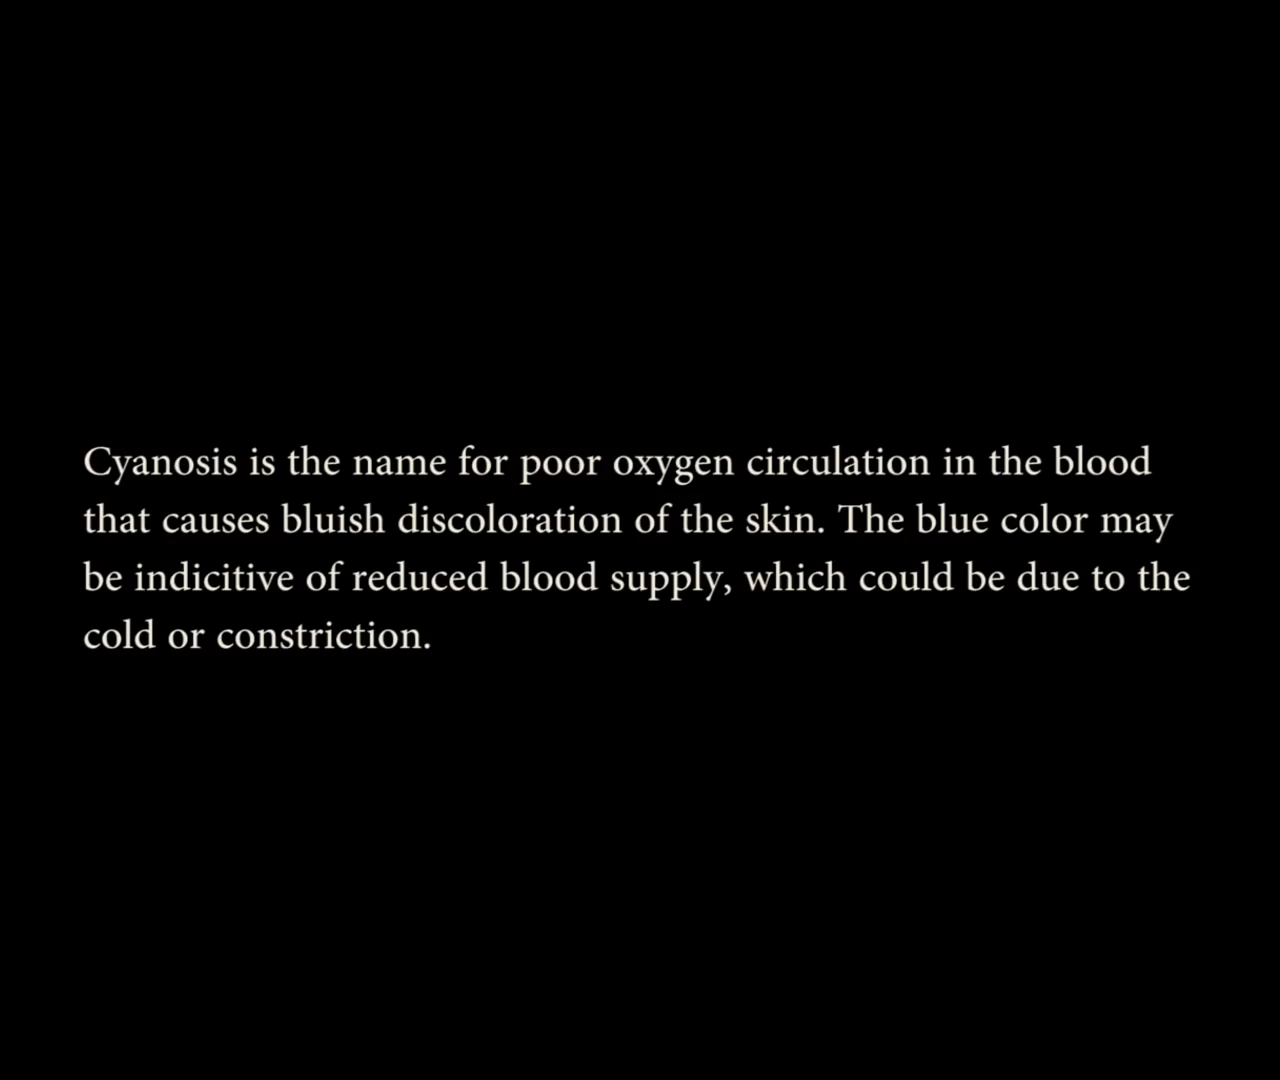 Cyanosis is the name for poor oxygen circulation in the blood
that causes bluish discoloration of the skin. The blue color may
be indicitive of reduced blood supply, which could be due to the
cold or constriction.